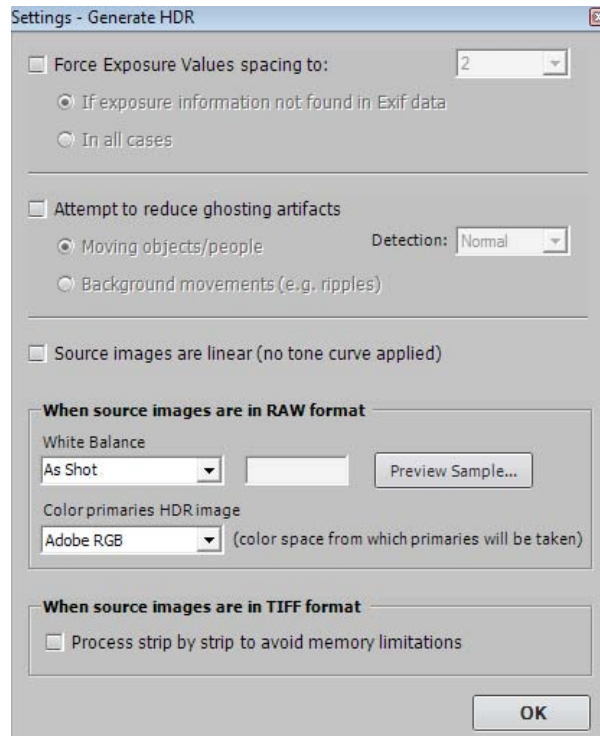 Settings - Generate HDR
Force Exposure Values spacing to: 2
If exposure information not found in Exif data
In all cases
Attempt to reduce ghosting artifacts
Moving objects/people Detection: Normal
Background movements (e.g. ripples)
Source images are linear (no tone curve applied)
When source images are in RAW format
White Balance
As Shot Preview Sample...
Color primaries HDR image
Adobe RGB (color space from which primaries will be taken)
When source images are in TIFF format
Process strip by strip to avoid memory limitations
OK